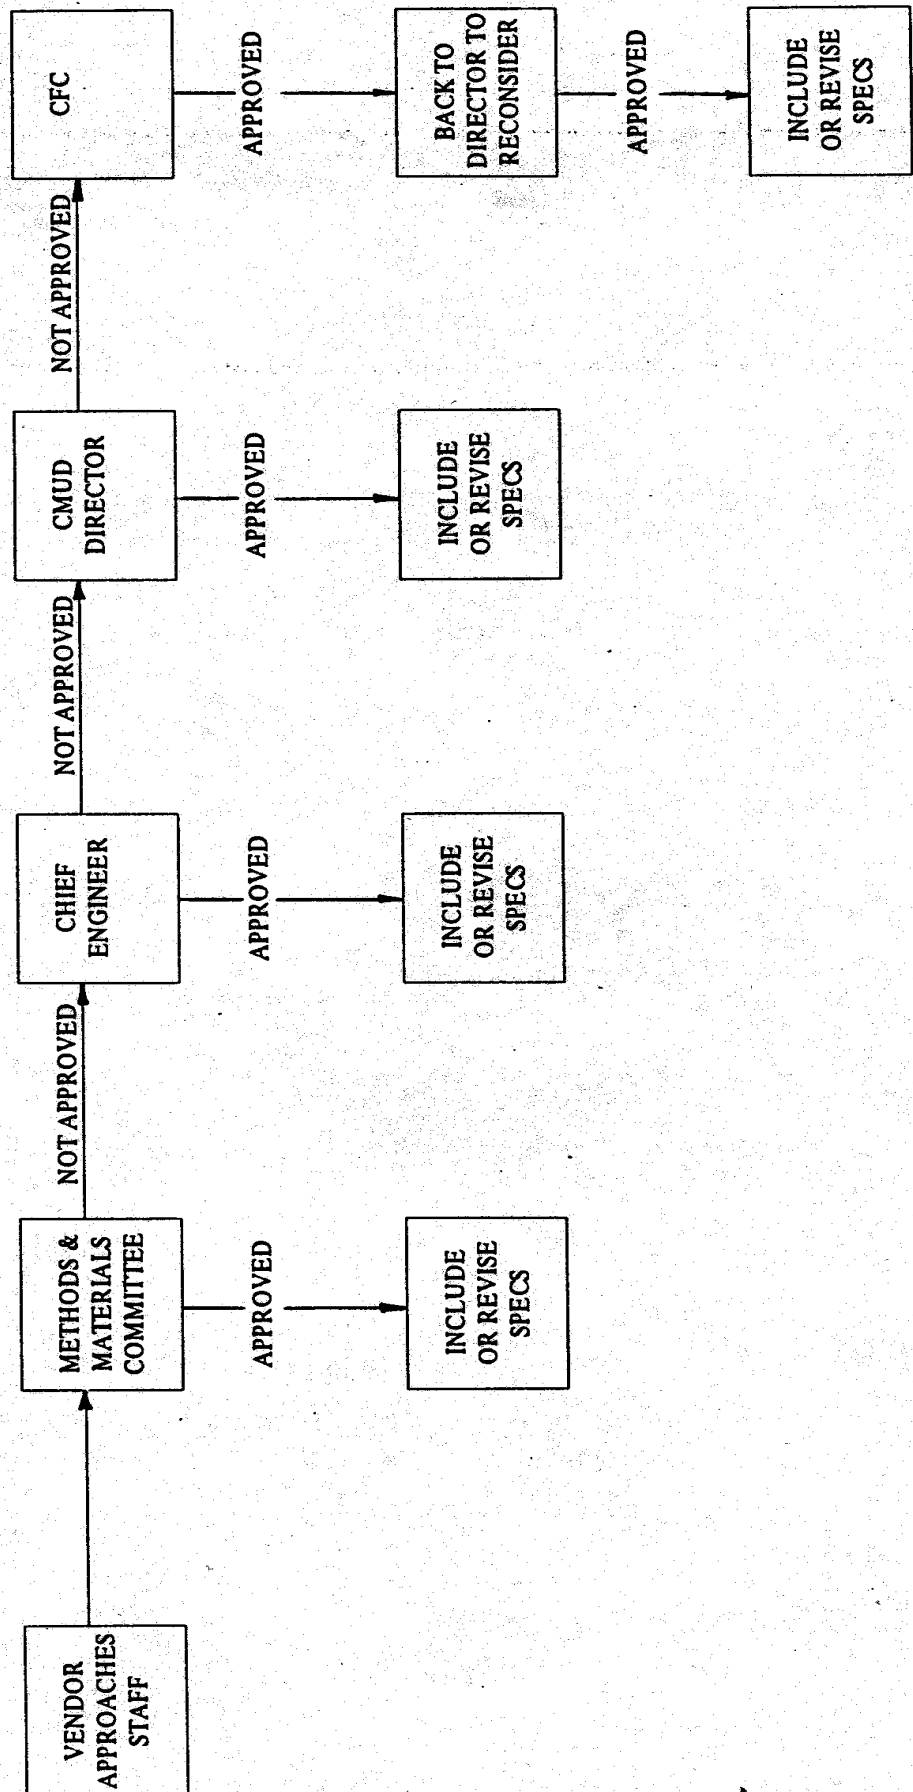 VENDOR
APPROACHES
STAFF
METHODS &
MATERIALS
COMMITTEE
NOT APPROVED
CHIEF
ENGINEER
NOT APPROVED
CMUD
DIRECTOR
NOT APPROVED
CFC
APPROVED
APPROVED
APPROVED
APPROVED
INCLUDE
OR REVISE
SPECS
INCLUDE
OR REVISE
SPECS
INCLUDE
OR REVISE
SPECS
BACK TO
DIRECTOR TO
RECONSIDER
APPROVED
INCLUDE
OR REVISE
SPECS